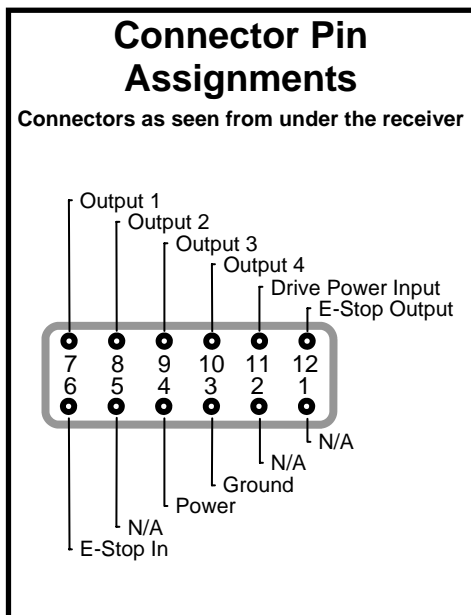 Connector Pin
Assignments
Connectors as seen from under the receiver
Output 1
Output 2
Output 3
Output 4
Drive Power Input
E-Stop Output
7 8 9 10 11 12
6 5 4 3 2 1
N/A
N/A
Ground
Power
N/A
E-Stop In